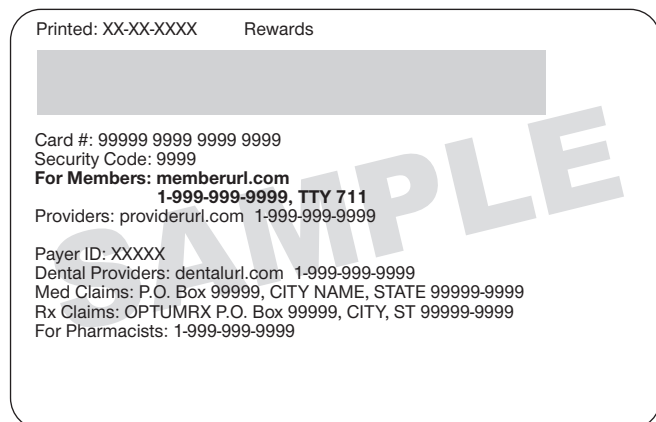 Printed: XX-XX-XXXX Rewards
Card #: 99999 9999 9999 9999
Security Code: 9999
For Members: memberurl.com
1-999-999-9999, TTY 711
Providers: providerurl.com 1-999-999-9999
Payer ID: XXXXX
Dental Providers: dentalurl.com 1-999-999-9999
Med Claims: P.O. Box 99999, CITY NAME, STATE 99999-9999
Rx Claims: OPTUMRX P.O. Box 99999, CITY, ST 99999-9999
For Pharmacists: 1-999-999-9999
SAMPLE